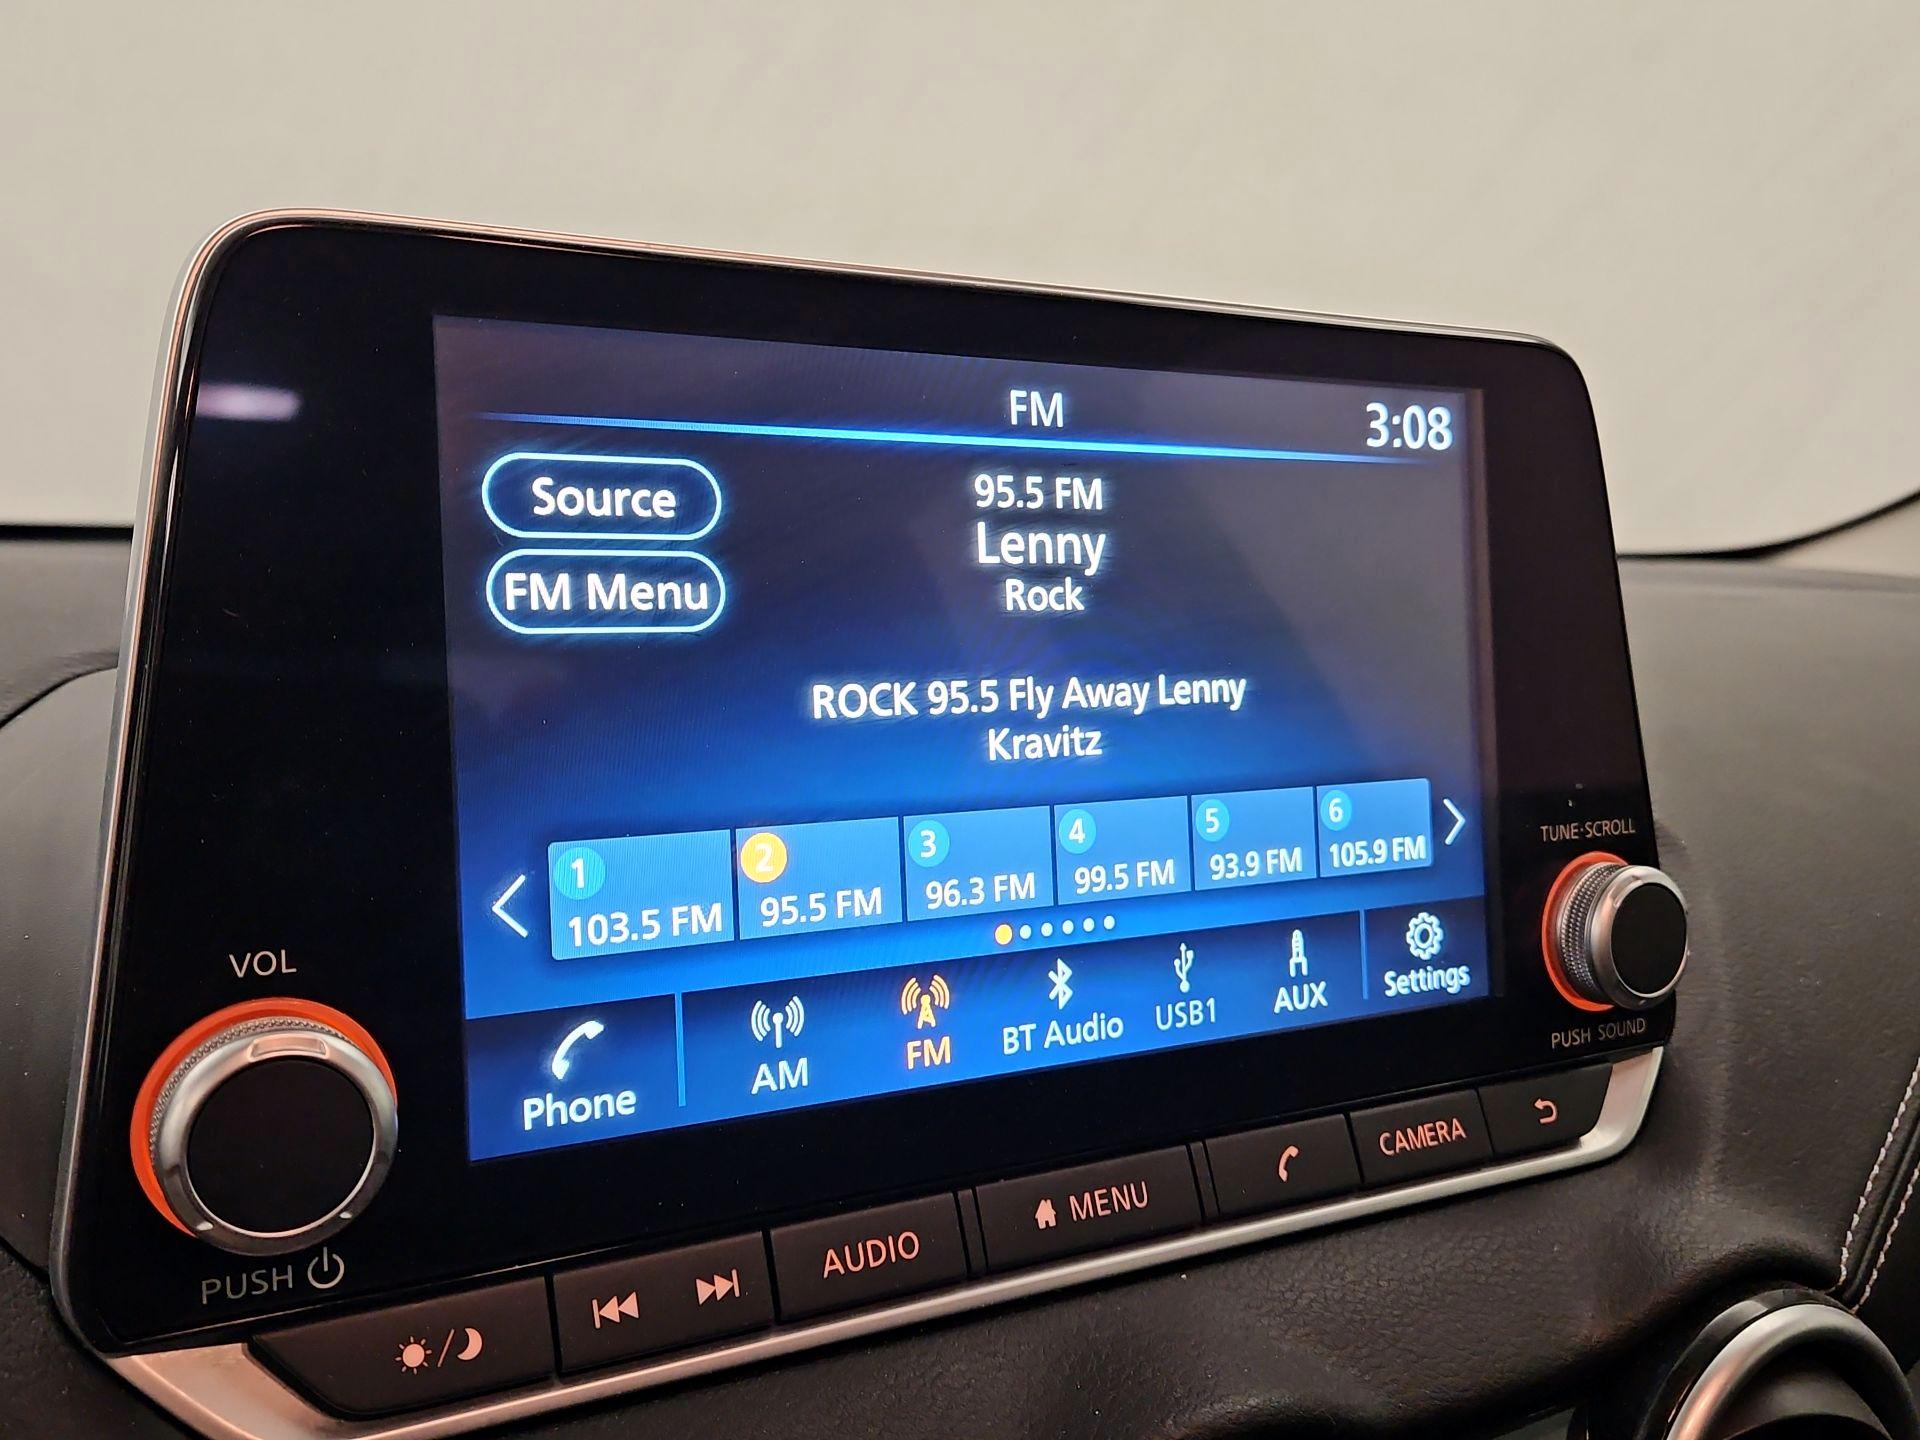 FM
3:08
Source
95.5 FM
Lenny
FM Menu
Rock
ROCK 95.5 Fly Away Lenny
Kravitz
1
103.5 FM
2
95.5 FM
3
96.3 FM
4
99.5 FM
5
93.9 FM
6
105.9 FM
Phone
AM
FM
BT Audio
USB1
AUX
Settings
VOL
PUSH
TUNE·SCROLL
PUSH SOUND
AUDIO
MENU
CAMERA